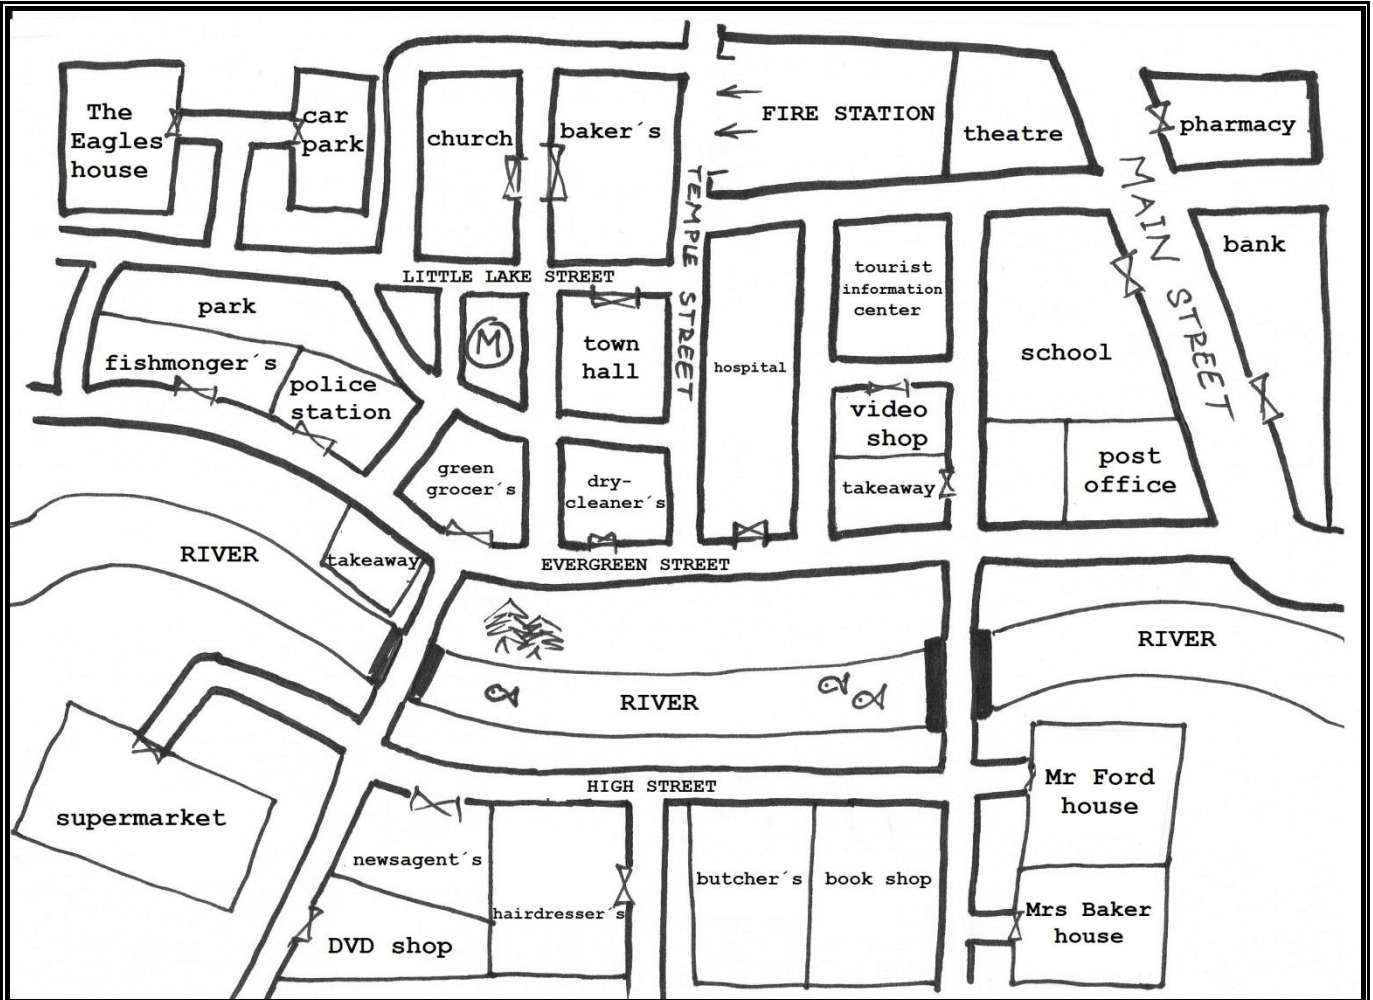 The
Eagles
house
car
park
church
baker´s
FIRE STATION
theatre
pharmacy
MAIN STREET
TEMPLE STREET
LITTLE LAKE STREET
park
fishmonger´s
police
station
M
town
hall
hospital
tourist
information
center
school
bank
video
shop
takeaway
post
office
green
grocer´s
dry-
cleaner´s
EVERGREEN STREET
RIVER
takeaway
RIVER
RIVER
HIGH STREET
supermarket
newsagent´s
DVD shop
hairdresser´s
butcher´s
book shop
Mr Ford
house
Mrs Baker
house